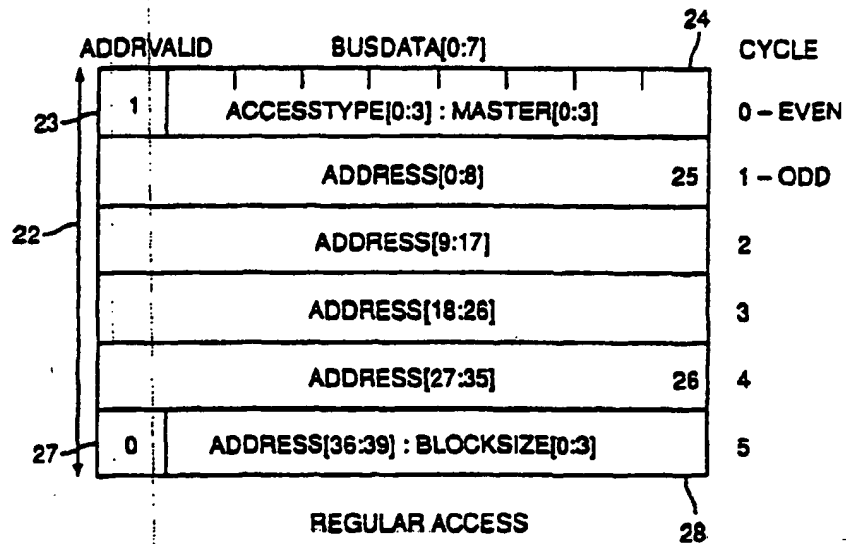 24
ADDRVALID BUSDATA[0:7] CYCLE
23 1 ACCESSTYPE[0:3] : MASTER[0:3] 0 – EVEN
ADDRESS[0:8] 25 1 – ODD
22 ADDRESS[9:17] 2
ADDRESS[18:26] 3
ADDRESS[27:35] 26 4
27 0 ADDRESS[36:39] : BLOCKSIZE[0:3] 5
REGULAR ACCESS 28